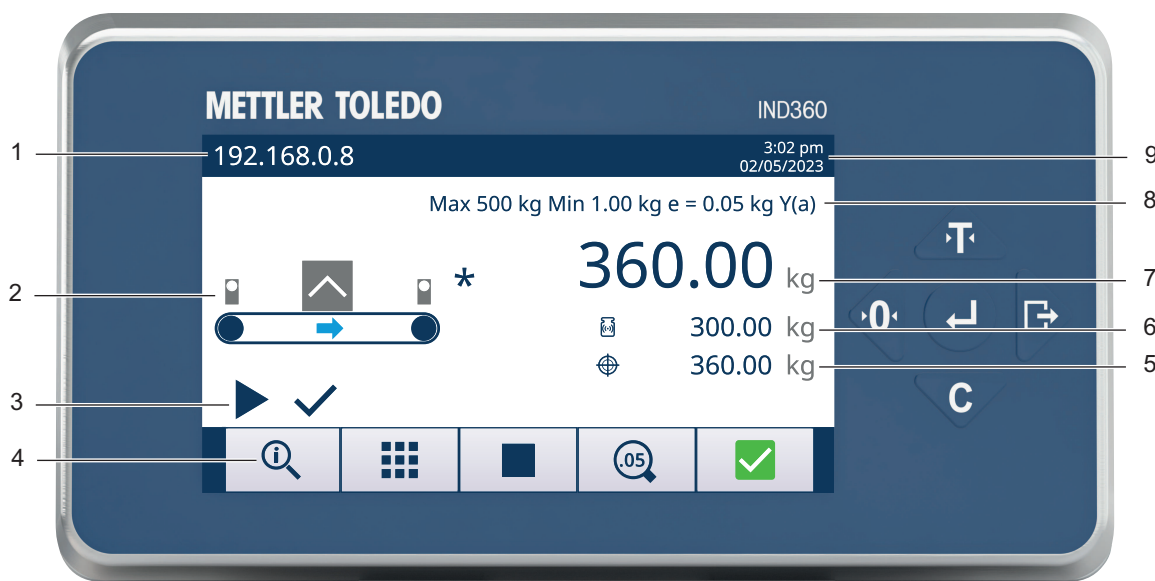 METTLER TOLEDO
IND360
1
192.168.0.8
3:02 pm
02/05/2023
9
Max 500 kg Min 1.00 kg e = 0.05 kg Y(a)
8
T
2
*
360.00 kg
7
0
300.00 kg
6
360.00 kg
5
C
3
4
i
.05